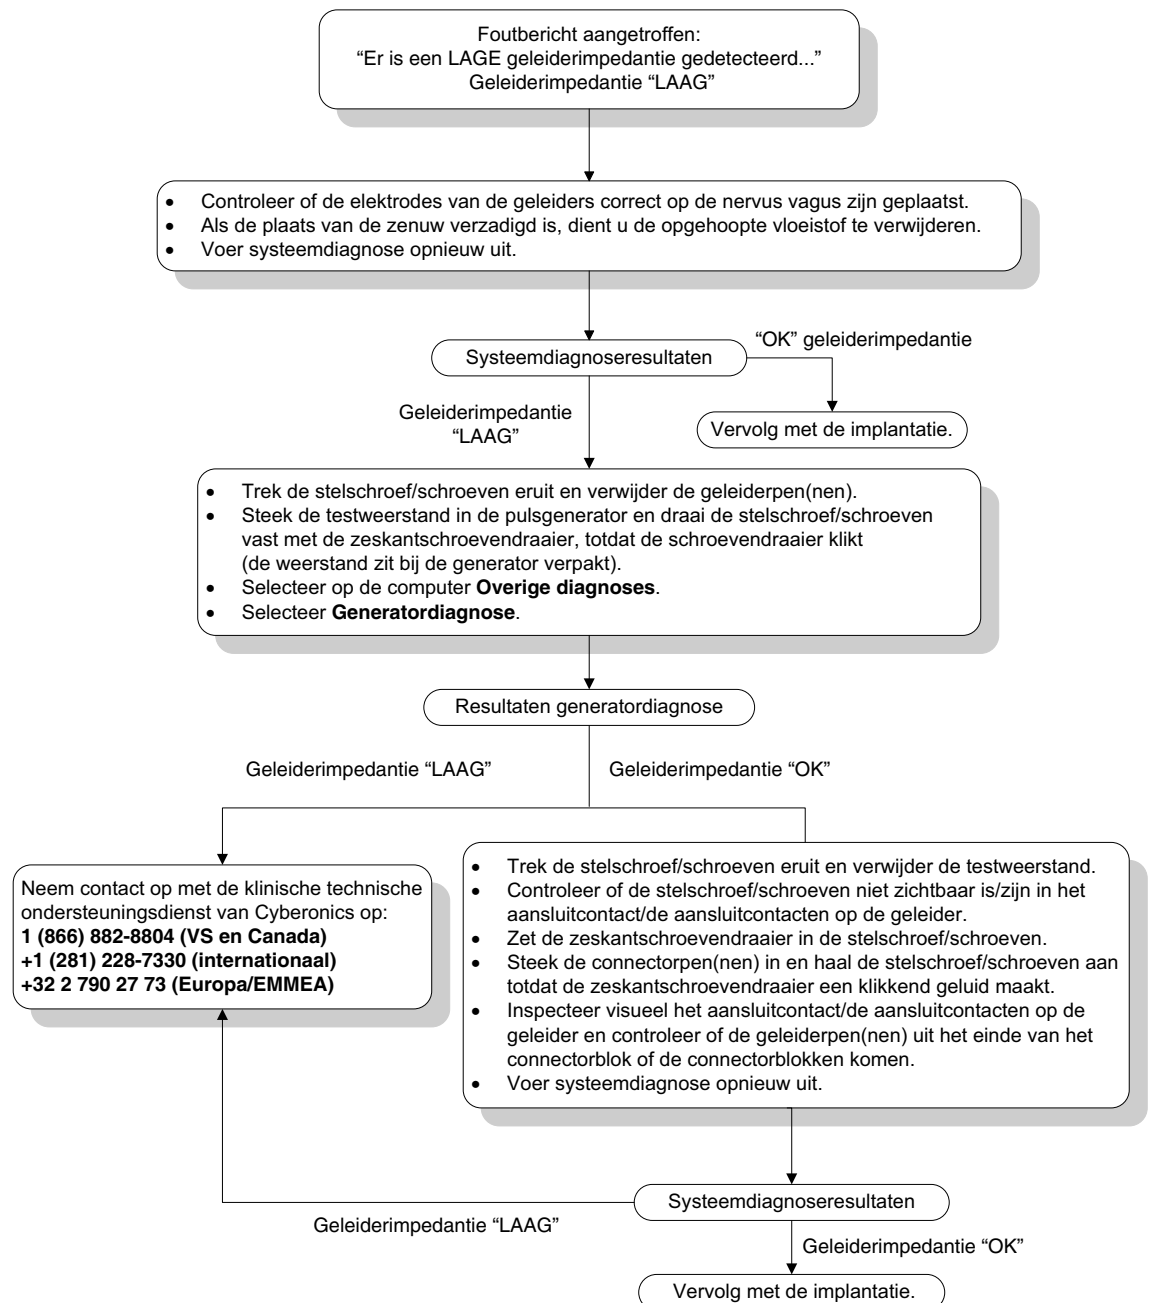 Foutbericht aangetroffen:
“Er is een LAGE geleiderimpedantie gedetecteerd...”
Geleiderimpedantie “LAAG”
• Controleer of de elektrodes van de geleiders correct op de nervus vagus zijn geplaatst.
• Als de plaats van de zenuw verzadigd is, dient u de opgehoopte vloeistof te verwijderen.
• Voer systeemdiagnose opnieuw uit.
Systeemdiagnoseresultaten
“OK” geleiderimpedantie
Geleiderimpedantie
“LAAG”
Vervolg met de implantatie.
• Trek de stelschroef/schroeven eruit en verwijder de geleiderpen(nen).
• Steek de testweerstand in de pulsgenerator en draai de stelschroef/schroeven
vast met de zeskantschroevendraaier, totdat de schroevendraaier klikt
(de weerstand zit bij de generator verpakt).
• Selecteer op de computer Overige diagnoses.
• Selecteer Generatordiagnose.
Resultaten generatordiagnose
Geleiderimpedantie “LAAG”
Geleiderimpedantie “OK”
Neem contact op met de klinische technische
ondersteuningsdienst van Cyberonics op:
1 (866) 882-8804 (VS en Canada)
+1 (281) 228-7330 (internationaal)
+32 2 790 27 73 (Europa/EMMEA)
• Trek de stelschroef/schroeven eruit en verwijder de testweerstand.
• Controleer of de stelschroef/schroeven niet zichtbaar is/zijn in het
aansluitcontact/de aansluitcontacten op de geleider.
• Zet de zeskantschroevendraaier in de stelschroef/schroeven.
• Steek de connectorpen(nen) in en haal de stelschroef/schroeven aan
totdat de zeskantschroevendraaier een klikkend geluid maakt.
• Inspecteer visueel het aansluitcontact/de aansluitcontacten op de
geleider en controleer of de geleiderpen(nen) uit het einde van het
connectorblok of de connectorblokken komen.
• Voer systeemdiagnose opnieuw uit.
Systeemdiagnoseresultaten
Geleiderimpedantie “LAAG”
Geleiderimpedantie “OK”
Vervolg met de implantatie.